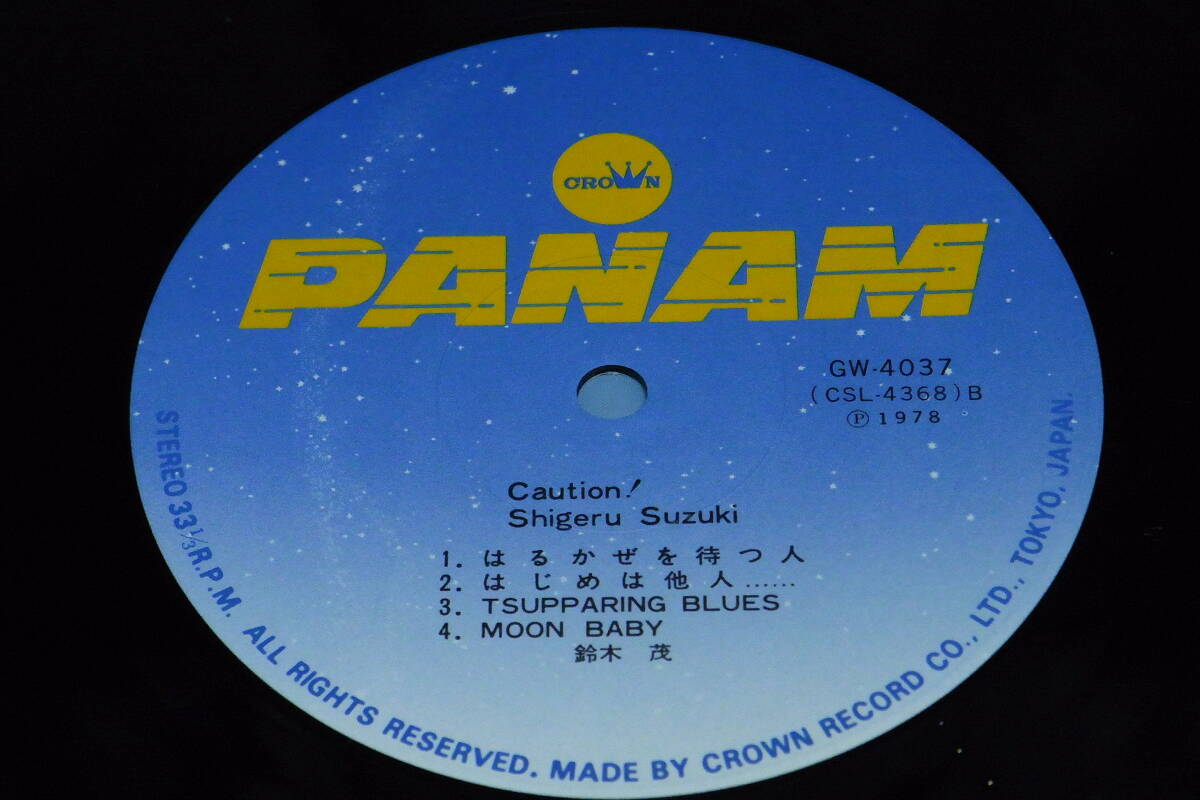 CROWN
PANAM
GW-4037
(CSL-4368) B
Ⓟ 1978
Caution!
Shigeru Suzuki
1. はるかぜを待つ人
2. はじめは他人……
3. TSUPPARING BLUES
4. MOON BABY
鈴木 茂
STEREO 33⅓ R.P.M. ALL RIGHTS RESERVED. MADE BY CROWN RECORD CO., LTD., TOKYO, JAPAN.